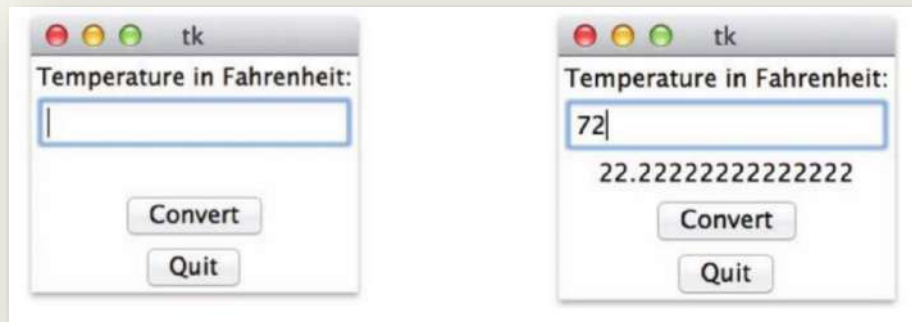 tk
Temperature in Fahrenheit:
Convert
Quit
tk
Temperature in Fahrenheit:
72
22.22222222222222
Convert
Quit